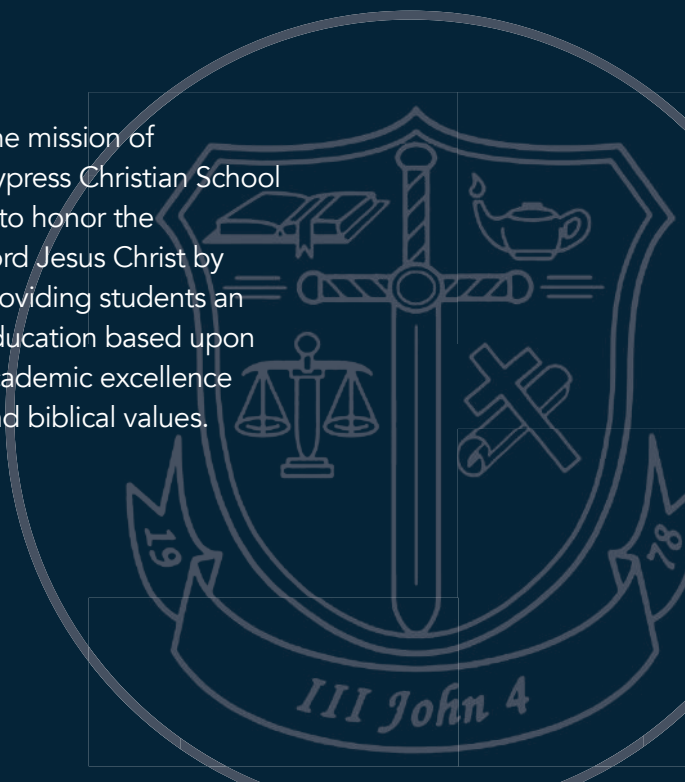 he mission of
ypress Christian School
to honor the
ord Jesus Christ by
oviding students an
ducation based upon
ademic excellence
nd biblical values.
19
78
III John 4